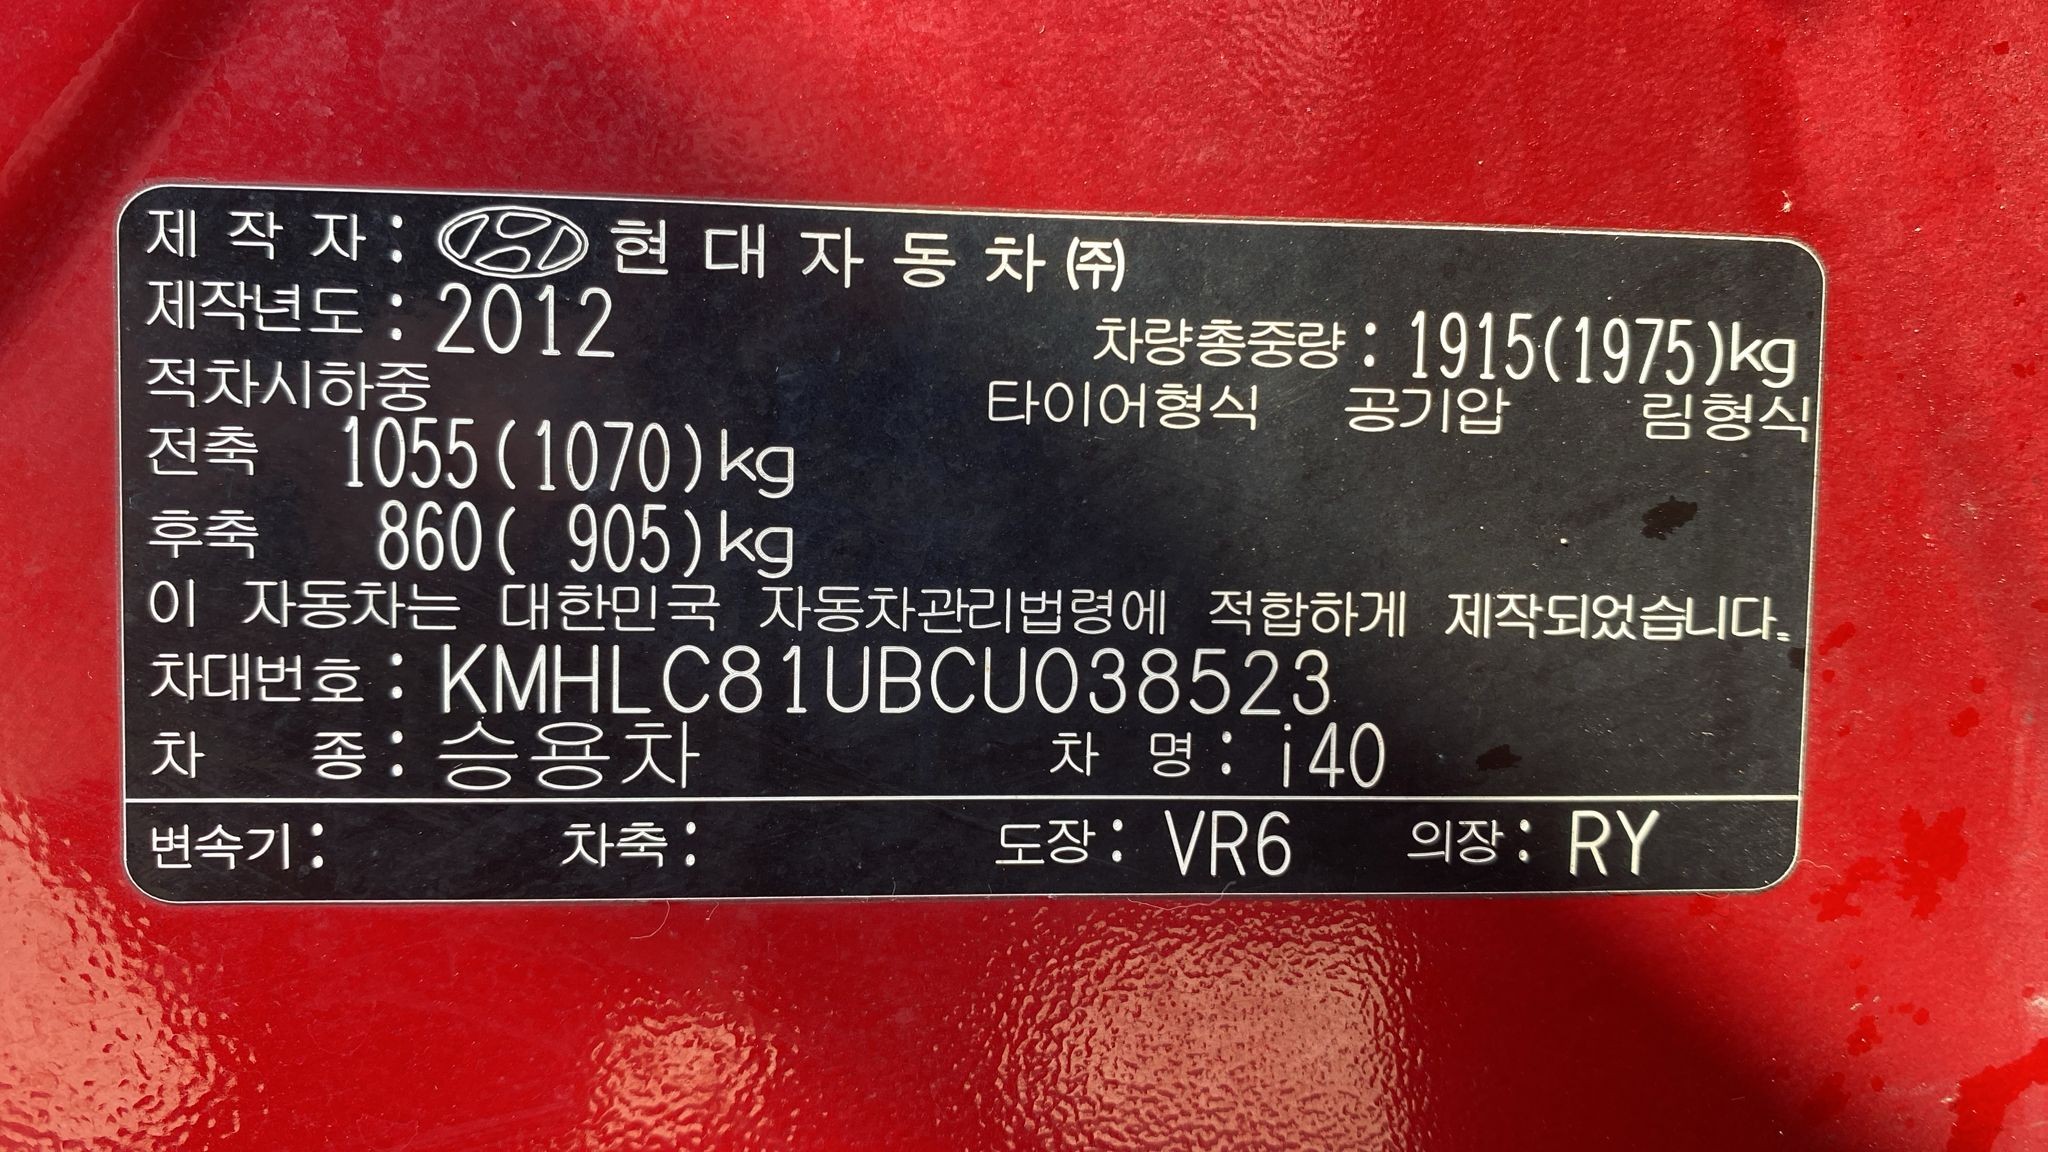 제 작 자 : 현 대 자 동 차 ㈜
제작년도 : 2012
차량총중량 : 1915(1975)kg
적차시하중
타이어형식 공기압 림형식
전축 1055(1070)kg
후축 860( 905)kg
이 자동차는 대한민국 자동차관리법령에 적합하게 제작되었습니다.
차대번호 : KMHLC81UBCU038523
차 종 : 승용차 차 명 : i40
변속기 : 차축 : 도장 : VR6 의장 : RY